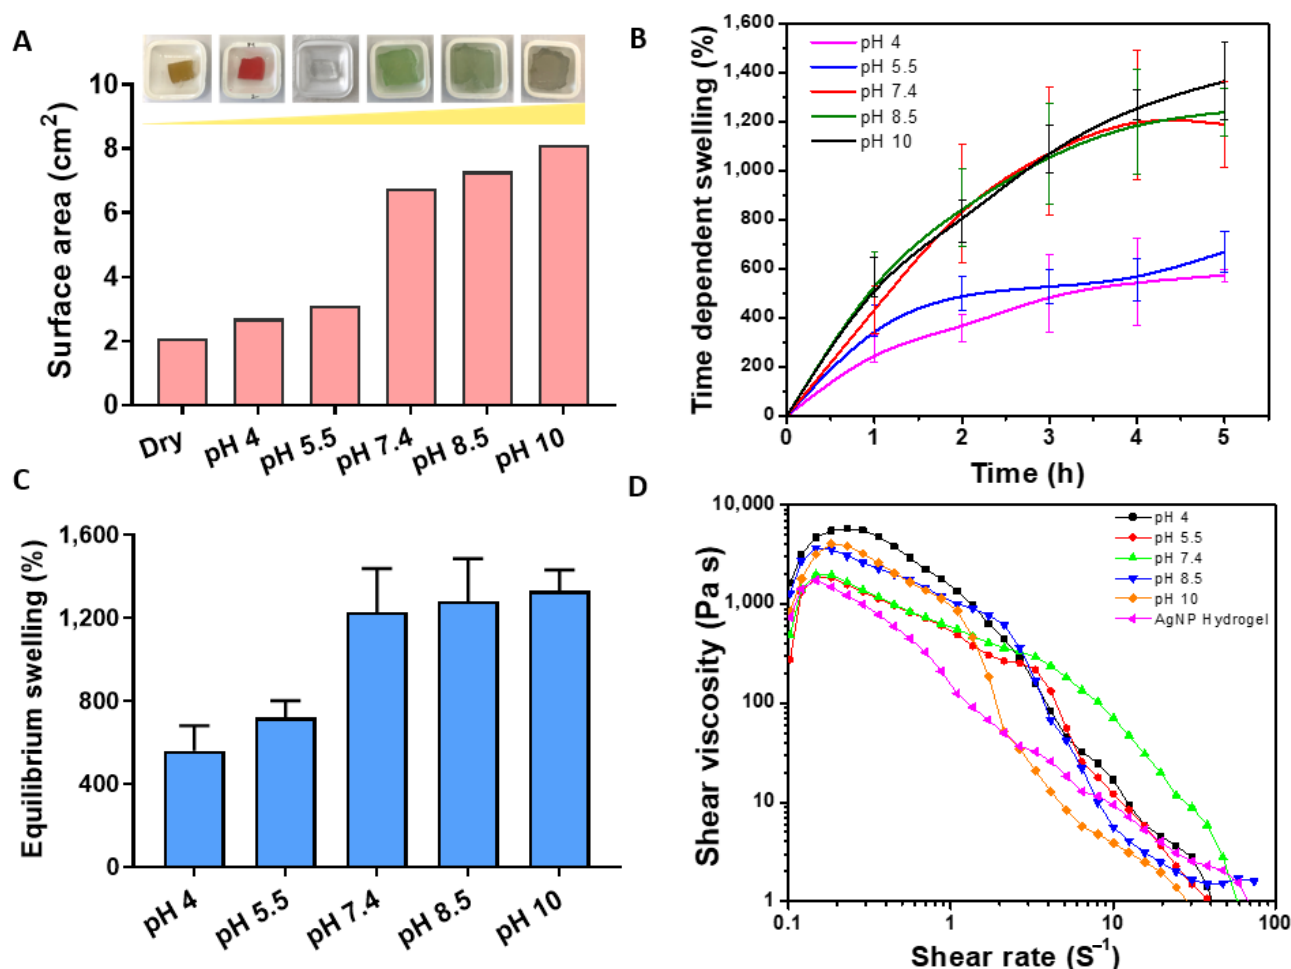 A
Surface area (cm²)
10
8
6
4
2
0
Dry
pH 4
pH 5.5
pH 7.4
pH 8.5
pH 10
B
Time dependent swelling (%)
1,600
1,400
1,200
1,000
800
600
400
200
0
pH 4
pH 5.5
pH 7.4
pH 8.5
pH 10
0 1 2 3 4 5
Time (h)
C
Equilibrium swelling (%)
1,600
1200
800
400
0
pH 4
pH 5.5
pH 7.4
pH 8.5
pH 10
D
Shear viscosity (Pa s)
10,000
1,000
100
10
1
pH 4
pH 5.5
pH 7.4
pH 8.5
pH 10
AgNP Hydrogel
0.1 1 10 100
Shear rate (S⁻¹)